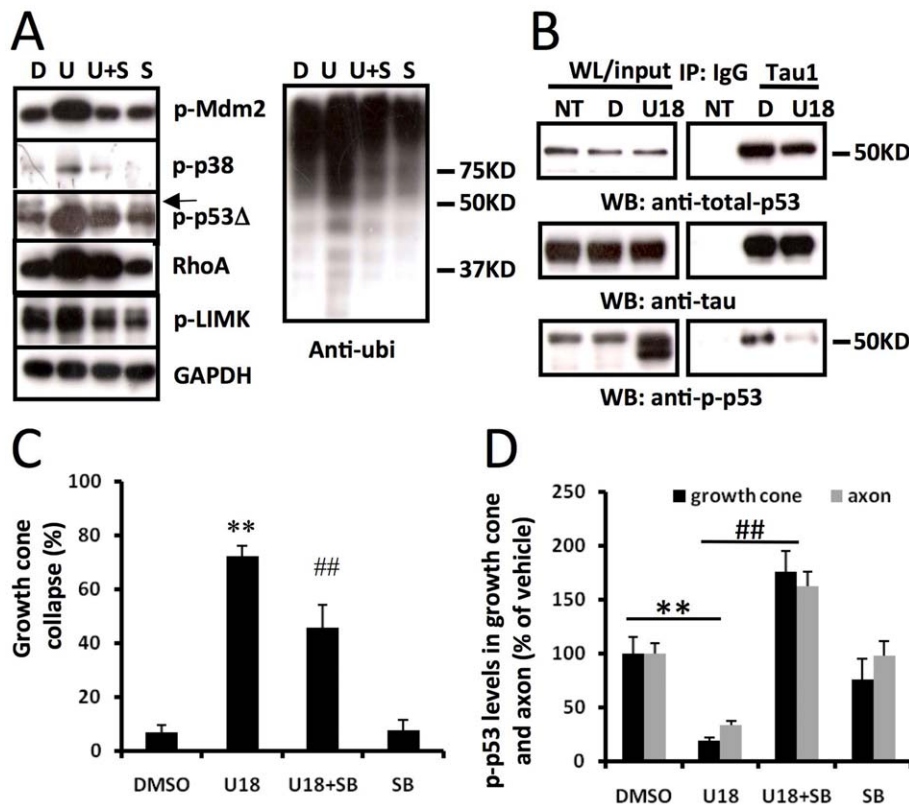 A
D U U+S S
p-Mdm2
p-p38
p-p53Δ
RhoA
p-LIMK
GAPDH
D U U+S S
75KD
50KD
37KD
Anti-ubi
B
WL/input IP: IgG Tau1
NT D U18 NT D U18
50KD
WB: anti-total-p53
WB: anti-tau
50KD
WB: anti-p-p53
C
Growth cone
collapse (%)
100
80
60
40
20
0
**
##
DMSO U18 U18+SB SB
D
p-p53 levels in growth cone
and axon (% of vehicle)
250
200
150
100
50
0
growth cone axon
**
##
DMSO U18 U18+SB SB